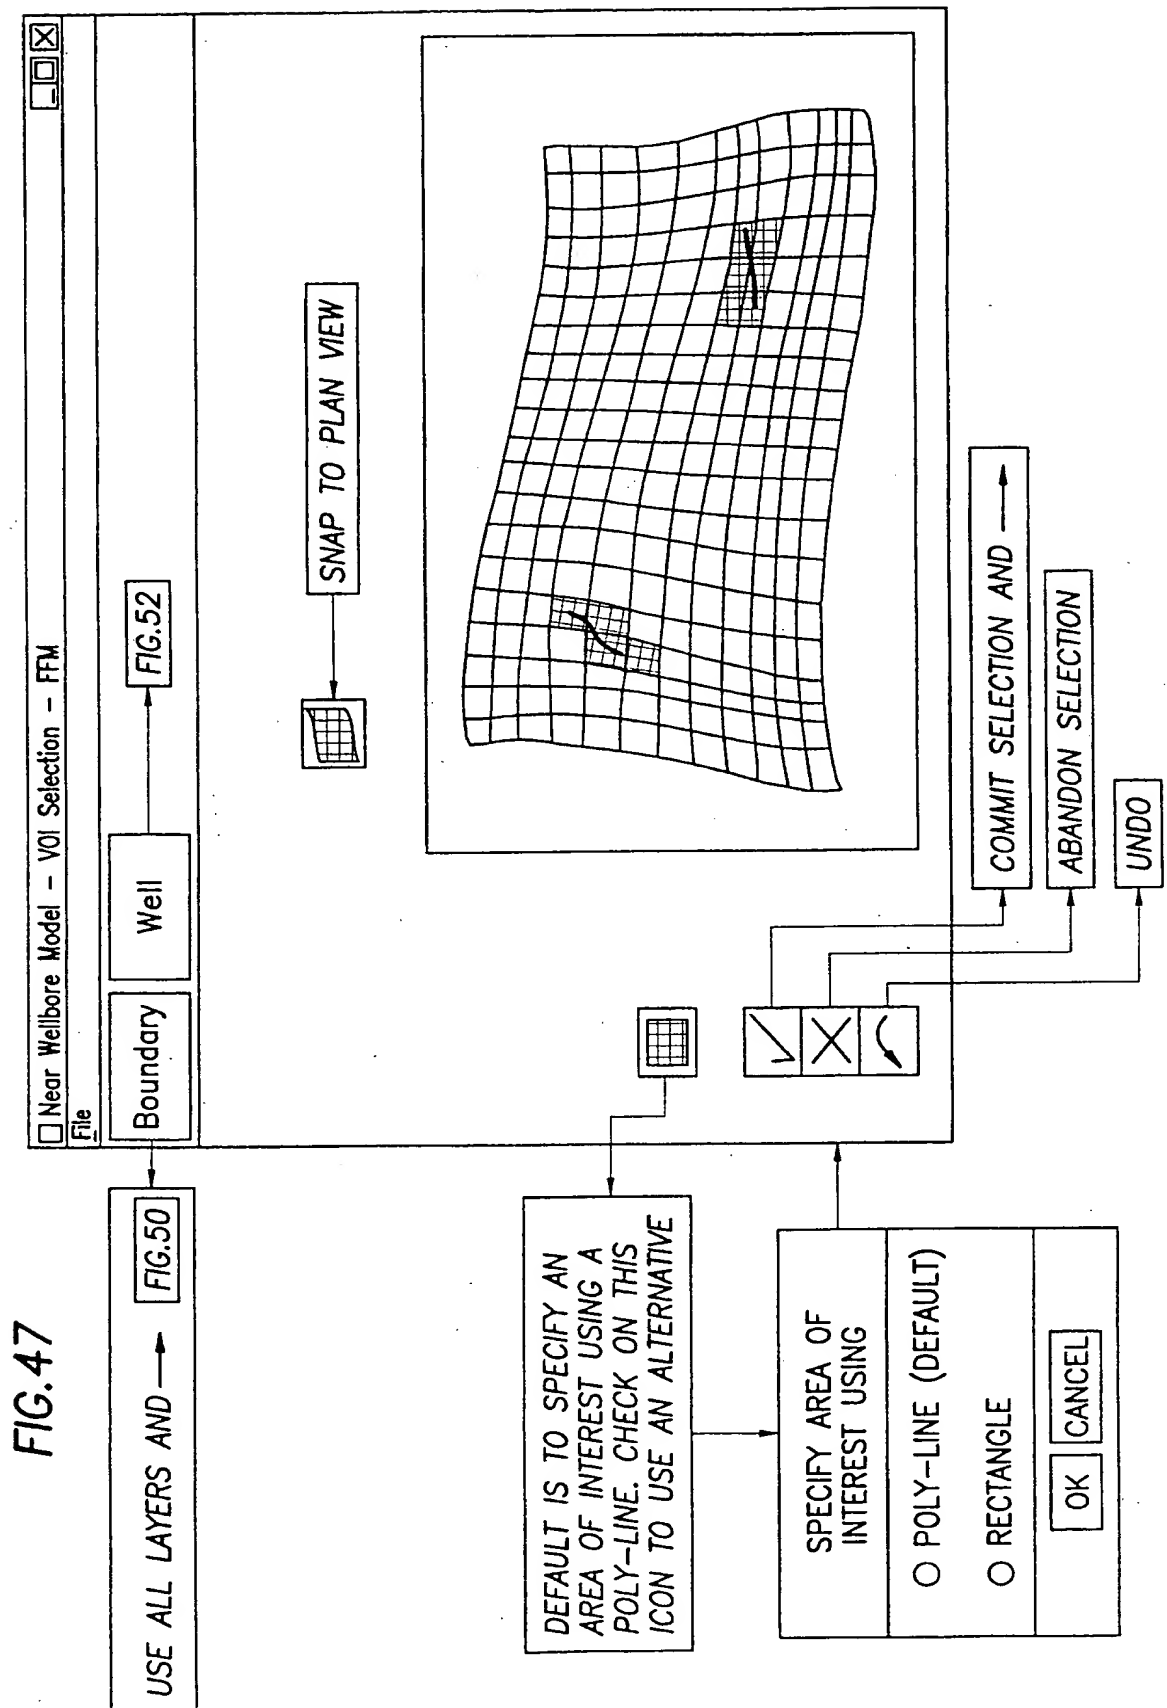 FIG.47
Near Wellbore Model - VOI Selection - FFM
File
Boundary
Well
FIG.52
USE ALL LAYERS AND
FIG.50
SNAP TO PLAN VIEW
DEFAULT IS TO SPECIFY AN
AREA OF INTEREST USING A
POLY-LINE. CHECK ON THIS
ICON TO USE AN ALTERNATIVE
SPECIFY AREA OF
INTEREST USING
POLY-LINE (DEFAULT)
RECTANGLE
OK
CANCEL
COMMIT SELECTION AND
ABANDON SELECTION
UNDO